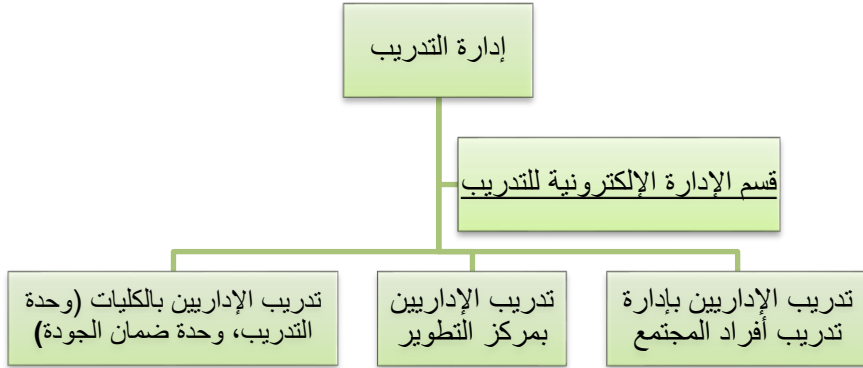 إدارة التدريب
قسم الإدارة الإلكترونية للتدريب
تدريب الإداريين بإدارة
تدريب أفراد المجتمع
تدريب الإداريين
بمركز التطوير
تدريب الإداريين بالكليات (وحدة
التدريب، وحدة ضمان الجودة)